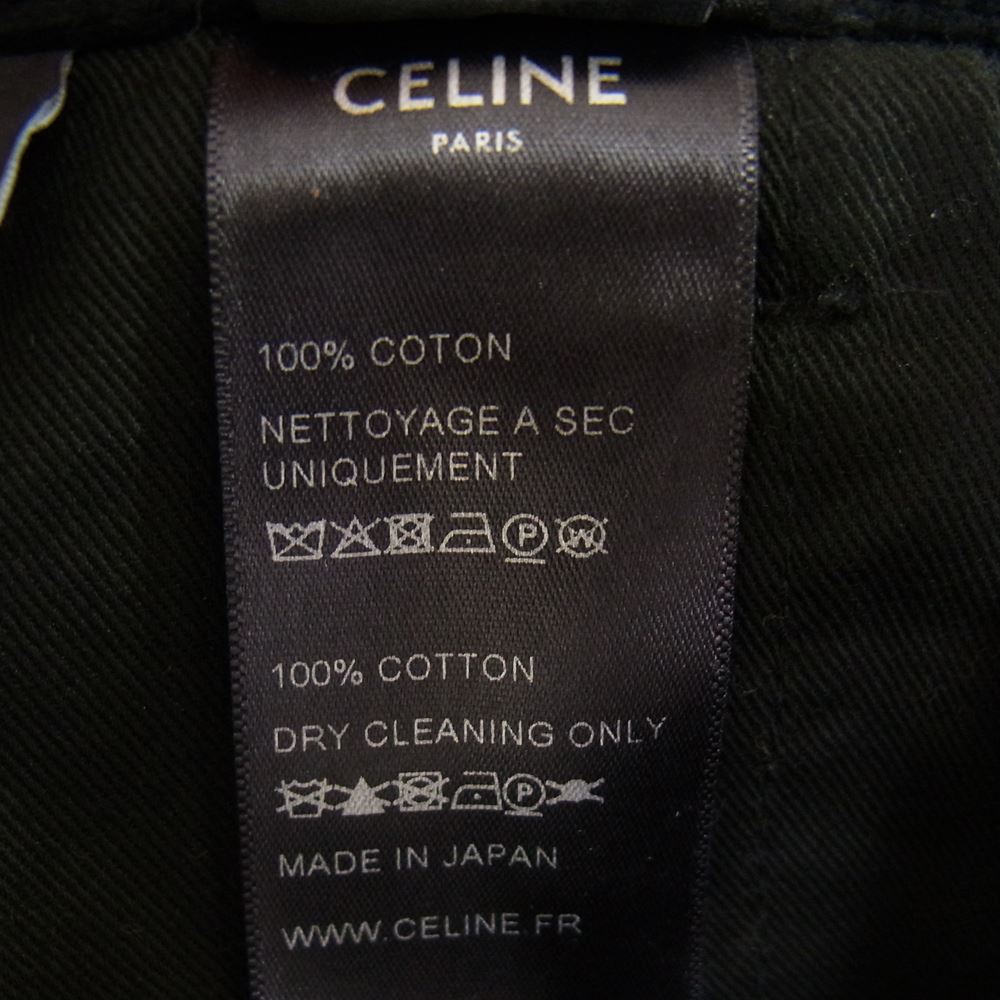 CELINE
PARIS
100% COTON
NETTOYAGE A SEC
UNIQUEMENT
P W
100% COTTON
DRY CLEANING ONLY
P
MADE IN JAPAN
WWW.CELINE.FR